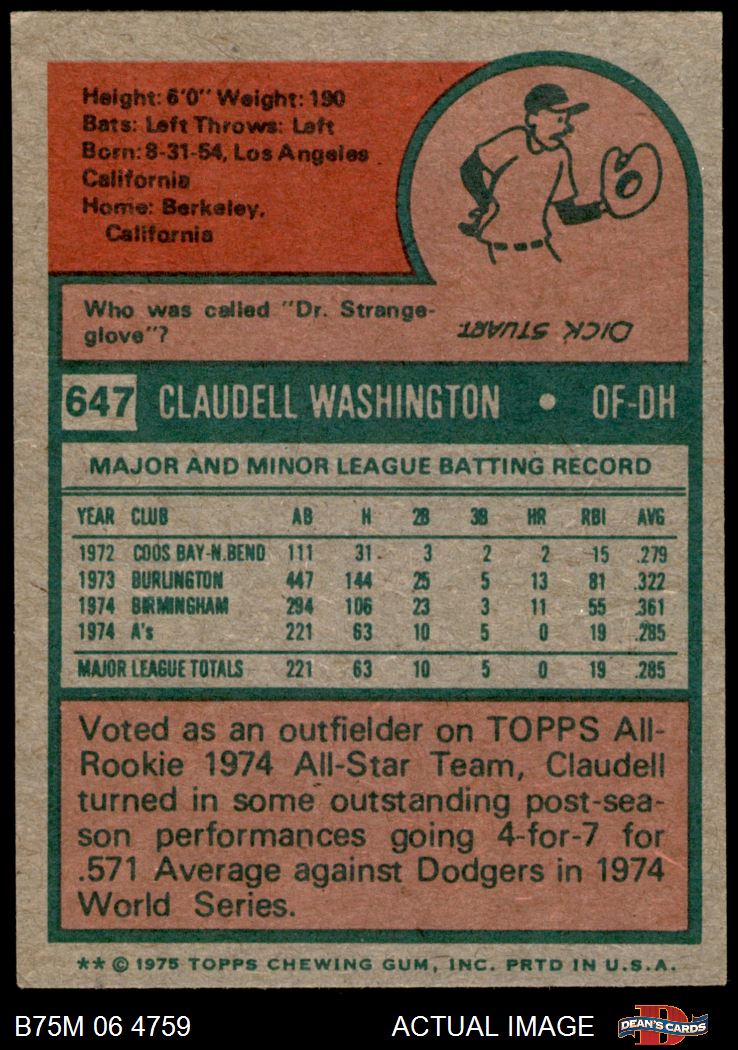 Height: 6'0" Weight: 190
Bats: Left Throws: Left
Born: 8-31-54, Los Angeles
California
Home: Berkeley,
California
Who was called "Dr. Strange-
glove"?
DICK STUART
647 CLAUDELL WASHINGTON • OF-DH
MAJOR AND MINOR LEAGUE BATTING RECORD
YEAR CLUB AB H 2B 3B HR RBI AVG
1972 COOS BAY-N.BEND 111 31 3 2 2 15 .279
1973 BURLINGTON 447 144 25 5 13 81 .322
1974 BIRMINGHAM 294 106 23 3 11 55 .361
1974 A's 221 63 10 5 0 19 .285
MAJOR LEAGUE TOTALS 221 63 10 5 0 19 .285
Voted as an outfielder on TOPPS All-
Rookie 1974 All-Star Team, Claudell
turned in some outstanding post-sea-
son performances going 4-for-7 for
.571 Average against Dodgers in 1974
World Series.
** © 1975 TOPPS CHEWING GUM, INC. PRTD IN U.S.A.
B75M 06 4759 ACTUAL IMAGE D DEAN'S CARDS